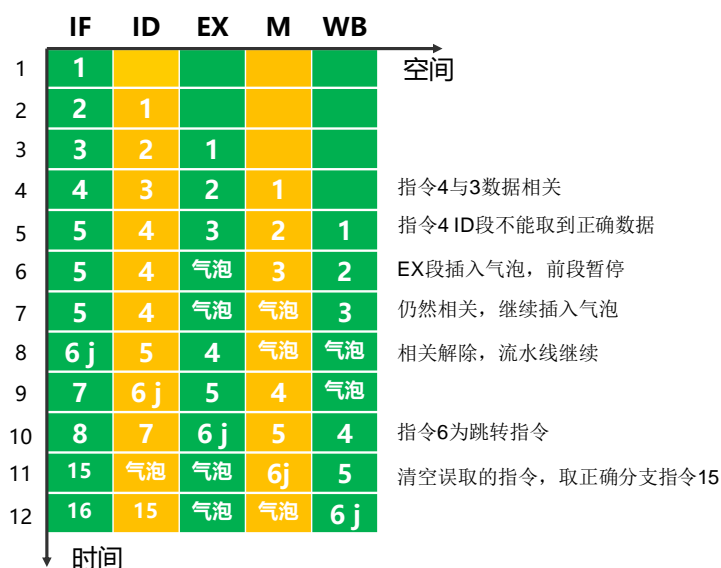 IF ID EX M WB
空间
1 1
2 2 1
3 3 2 1
4 4 3 2 1 指令4与3数据相关
5 5 4 3 2 1 指令4 ID段不能取到正确数据
6 5 4 气泡 3 2 EX段插入气泡，前段暂停
7 5 4 气泡 气泡 3 仍然相关，继续插入气泡
8 6 j 5 4 气泡 气泡 相关解除，流水线继续
9 7 6 j 5 4 气泡
10 8 7 6 j 5 4 指令6为跳转指令
11 15 气泡 气泡 6j 5 清空误取的指令，取正确分支指令15
12 16 15 气泡 气泡 6 j
时间